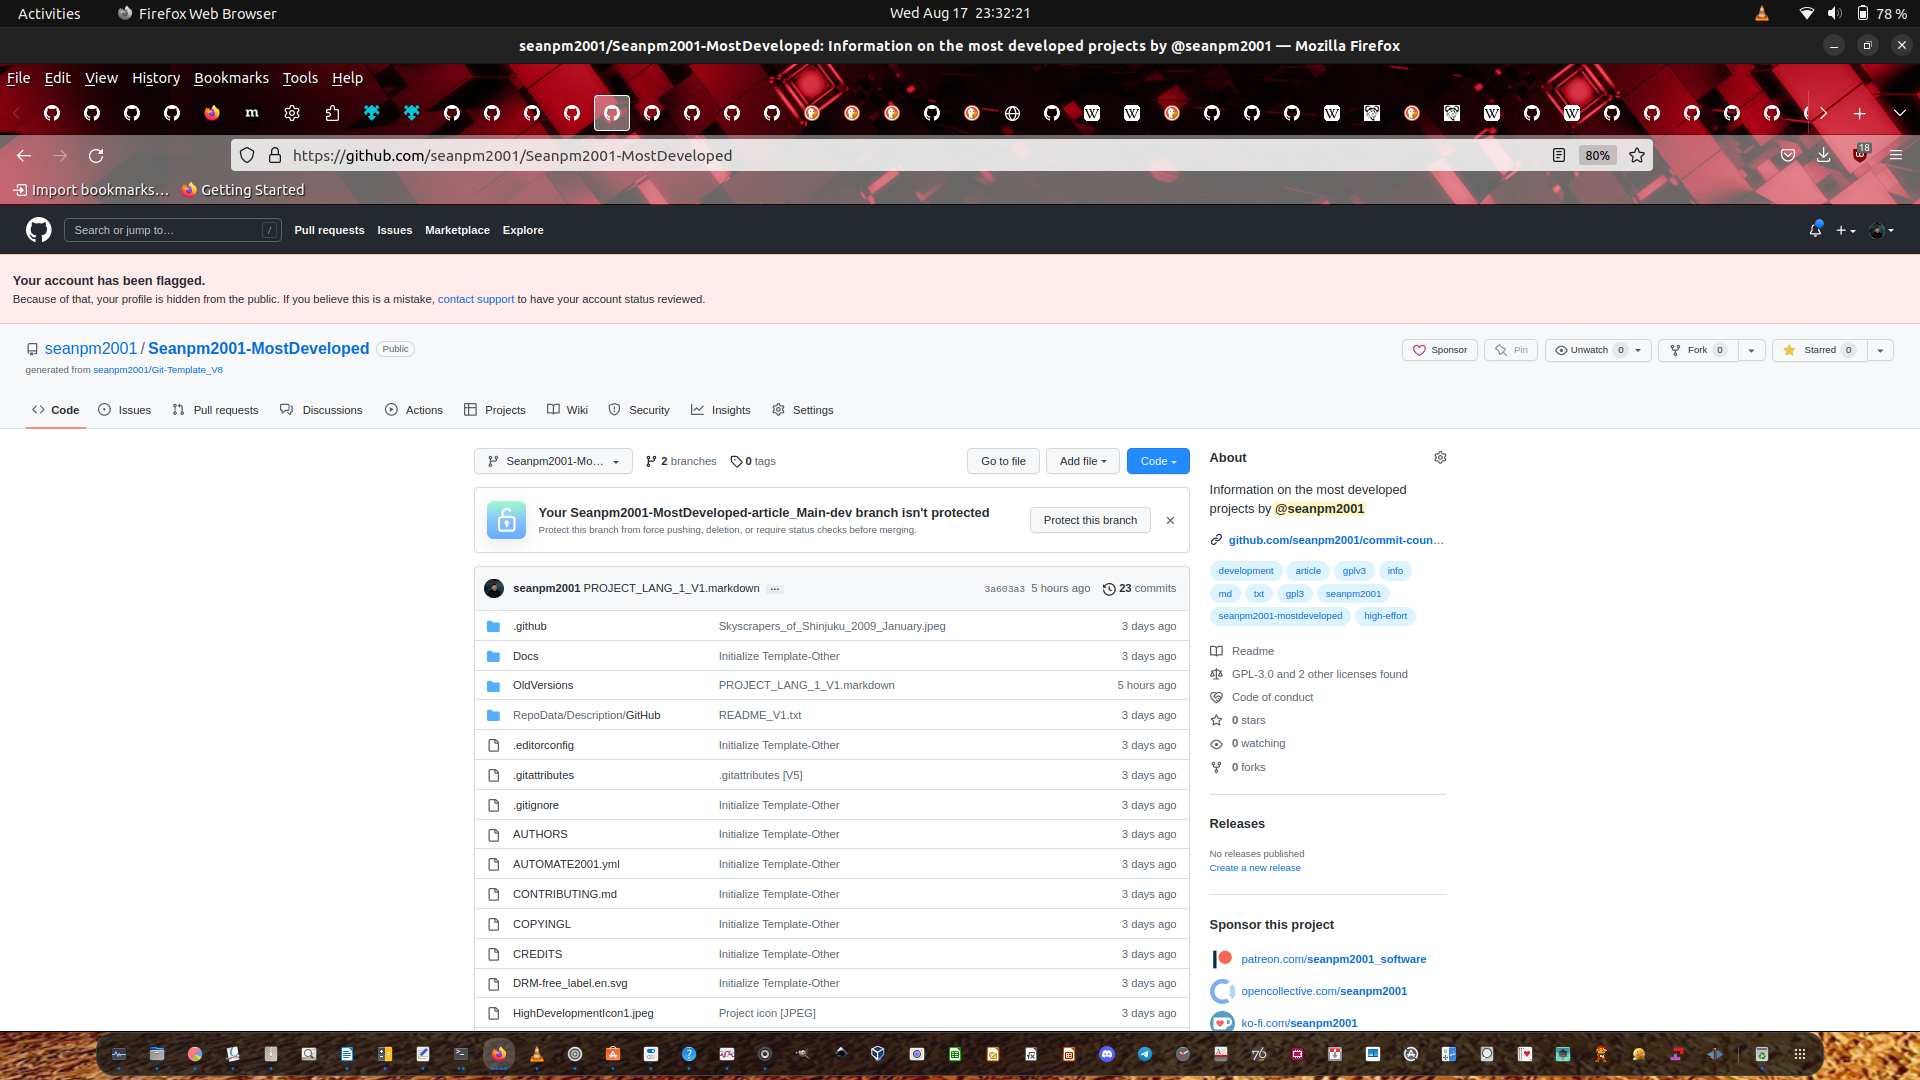 Activities
Firefox Web Browser
Wed Aug 17 23:32:21
78 %
seanpm2001/Seanpm2001-MostDeveloped: Information on the most developed projects by @seanpm2001 — Mozilla Firefox
File Edit View History Bookmarks Tools Help
https://github.com/seanpm2001/Seanpm2001-MostDeveloped
80%
18
Import bookmarks…
Getting Started
Search or jump to…
/
Pull requests Issues Marketplace Explore
Your account has been flagged.
Because of that, your profile is hidden from the public. If you believe this is a mistake, contact support to have your account status reviewed.
seanpm2001 / Seanpm2001-MostDeveloped Public
generated from seanpm2001/Git-Template_V8
Sponsor
Pin
Unwatch 0
Fork 0
Starred 0
Code Issues Pull requests Discussions Actions Projects Wiki Security Insights Settings
Seanpm2001-Mo…
2 branches
0 tags
Go to file
Add file
Code
Your Seanpm2001-MostDeveloped-article_Main-dev branch isn't protected
Protect this branch from force pushing, deletion, or require status checks before merging.
Protect this branch
seanpm2001 PROJECT_LANG_1_V1.markdown … 3a603a3 5 hours ago 23 commits
.github Skyscrapers_of_Shinjuku_2009_January.jpeg 3 days ago
Docs Initialize Template-Other 3 days ago
OldVersions PROJECT_LANG_1_V1.markdown 5 hours ago
RepoData/Description/GitHub README_V1.txt 3 days ago
.editorconfig Initialize Template-Other 3 days ago
.gitattributes .gitattributes [V5] 3 days ago
.gitignore Initialize Template-Other 3 days ago
AUTHORS Initialize Template-Other 3 days ago
AUTOMATE2001.yml Initialize Template-Other 3 days ago
CONTRIBUTING.md Initialize Template-Other 3 days ago
COPYINGL Initialize Template-Other 3 days ago
CREDITS Initialize Template-Other 3 days ago
DRM-free_label.en.svg Initialize Template-Other 3 days ago
HighDevelopmentIcon1.jpeg Project icon [JPEG] 3 days ago
About
Information on the most developed
projects by @seanpm2001
github.com/seanpm2001/commit-coun…
development article gplv3 info
md txt gpl3 seanpm2001
seanpm2001-mostdeveloped high-effort
Readme
GPL-3.0 and 2 other licenses found
Code of conduct
0 stars
0 watching
0 forks
Releases
No releases published
Create a new release
Sponsor this project
patreon.com/seanpm2001_software
opencollective.com/seanpm2001
ko-fi.com/seanpm2001